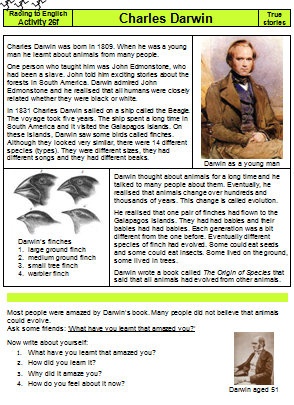 Racing to English
Activity 26f
Charles Darwin
True
stories
Charles Darwin was born in 1809. When he was a young
man he learnt about animals from many people.
One person who taught him was John Edmonstone, who
had been a slave. John told him exciting stories about the
forests in South America. Darwin admired John
Edmonstone and he realised that all humans were closely
related whether they were black or white.
In 1831 Charles Darwin sailed on a ship called the Beagle.
The voyage took five years. The ship spent a long time in
South America and it visited the Galapagos Islands. On
these islands, Darwin saw some birds called finches.
Although they looked very similar, there were 14 different
species (types). They were different sizes, they had
different songs and they had different beaks.
Darwin as a young man
Darwin's finches
1. large ground finch
2. medium ground finch
3. small tree finch
4. warbler finch
Darwin thought about animals for a long time and he
talked to many people about them. Eventually, he
realised that animals change over hundreds and
thousands of years. This change is called evolution.
He realised that one pair of finches had flown to the
Galapagos Islands. They had had babies and their
babies had had babies. Each generation was a bit
different from the one before. Eventually different
species of finch had evolved. Some could eat seeds
and some could eat insects. Some lived on the ground,
some lived in trees.
Darwin wrote a book called The Origin of Species that
said that all animals had evolved from other animals.
Most people were amazed by Darwin's book. Many people did not believe that animals
could evolve.
Ask some friends: 'What have you learnt that amazed you?'
Now write about yourself:
1. What have you learnt that amazed you?
2. How did you learn it?
3. Why did it amaze you?
4. How do you feel about it now?
Darwin aged 51